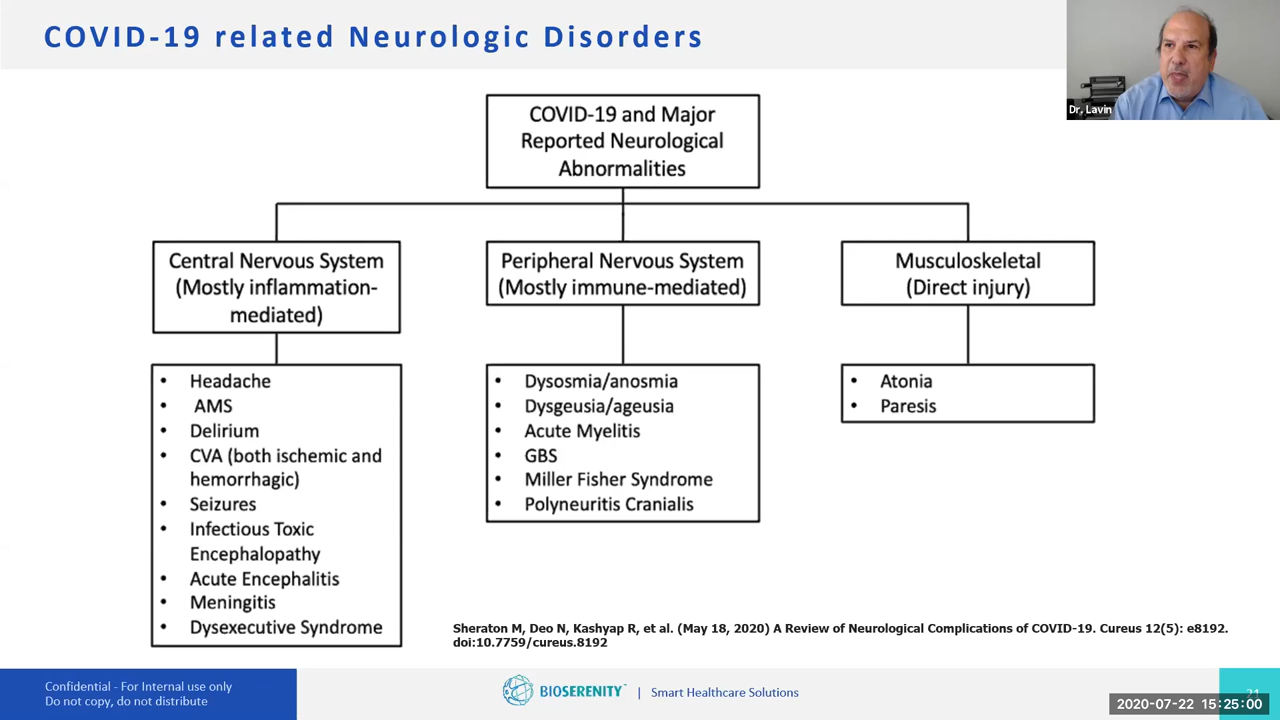 COVID-19 related Neurologic Disorders
Dr. Lavin
COVID-19 and Major
Reported Neurological
Abnormalities
Central Nervous System
(Mostly inflammation-
mediated)
Peripheral Nervous System
(Mostly immune-mediated)
Musculoskeletal
(Direct injury)
• Headache
• AMS
• Delirium
• CVA (both ischemic and
hemorrhagic)
• Seizures
• Infectious Toxic
Encephalopathy
• Acute Encephalitis
• Meningitis
• Dysexecutive Syndrome
• Dysosmia/anosmia
• Dysgeusia/ageusia
• Acute Myelitis
• GBS
• Miller Fisher Syndrome
• Polyneuritis Cranialis
• Atonia
• Paresis
Sheraton M, Deo N, Kashyap R, et al. (May 18, 2020) A Review of Neurological Complications of COVID-19. Cureus 12(5): e8192.
doi:10.7759/cureus.8192
Confidential - For Internal use only
Do not copy, do not distribute
BIOSERENITY™ | Smart Healthcare Solutions
21
2020-07-22 15:25:00